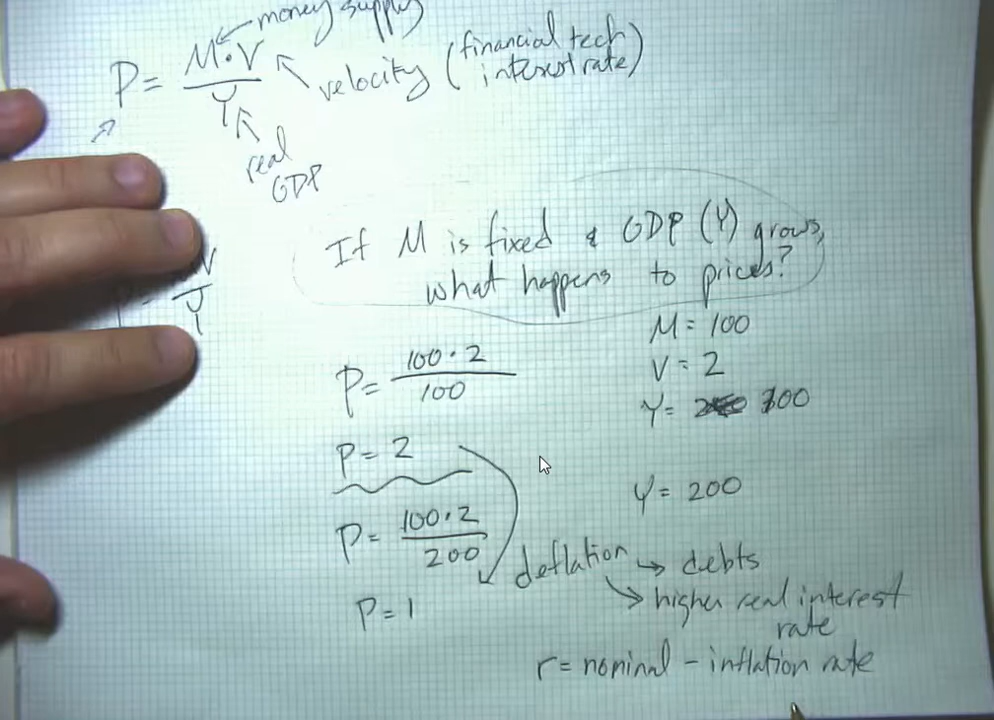 money supply
P = M·V / Y
velocity (financial tech
interest rate)
real
GDP
If M is fixed & GDP (Y) grows,
what happens to prices?
V
Y
M = 100
V = 2
Y = 100
P = 100·2 / 100
P = 2
Y = 200
P = 100·2 / 200
deflation → debts
→ higher real interest
rate
P = 1
r = nominal - inflation rate